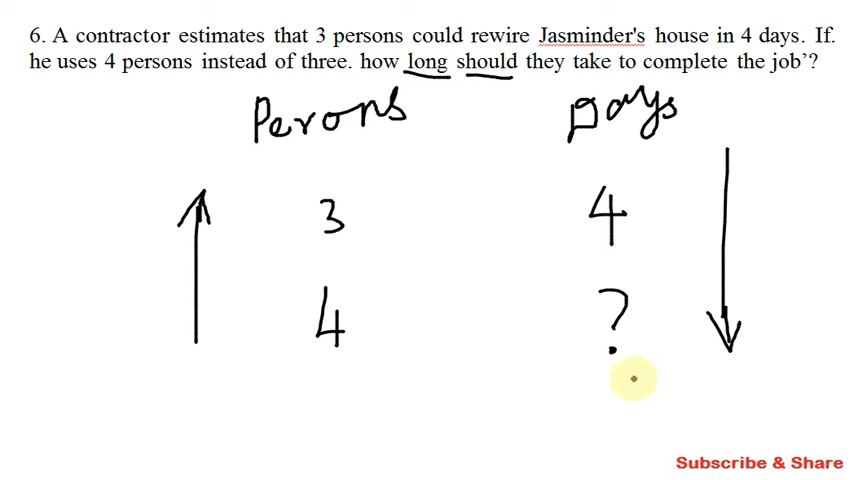 6. A contractor estimates that 3 persons could rewire Jasminder's house in 4 days. If.
he uses 4 persons instead of three. how long should they take to complete the job’?
Perons Days
3 4
4 ?
Subscribe & Share